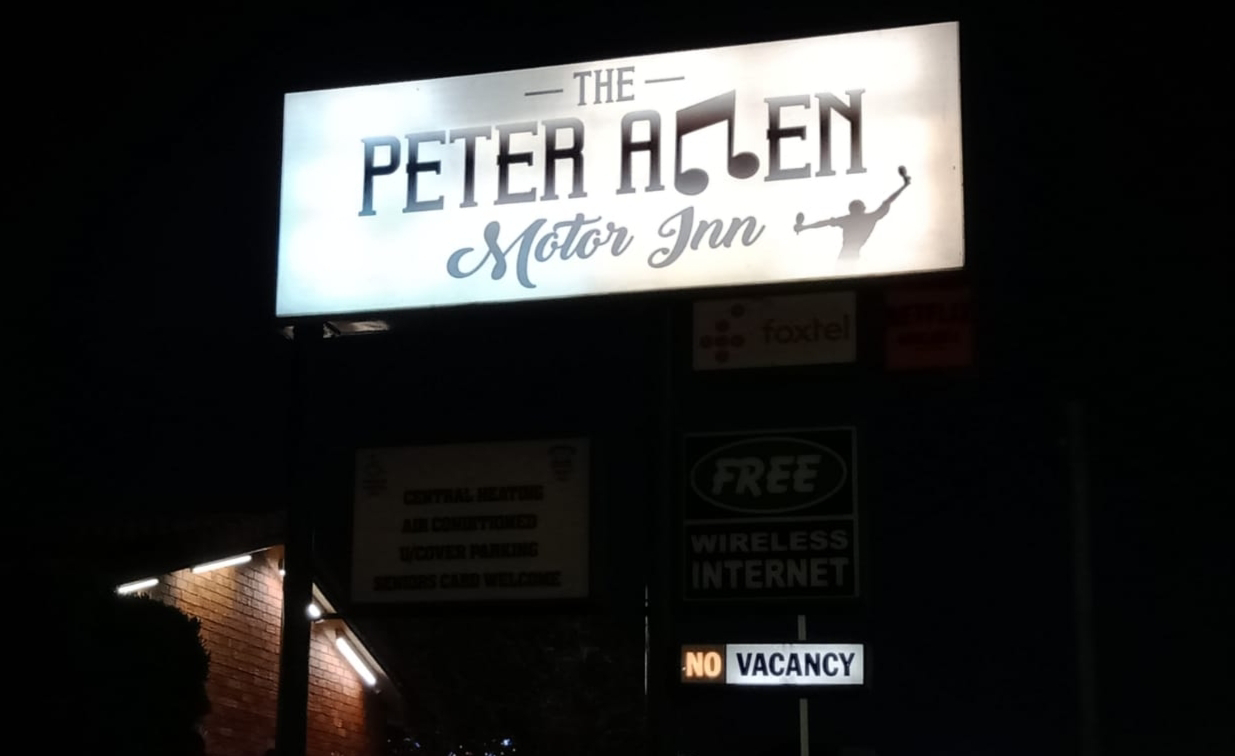 THE
PETER ALLEN
Motor Inn
foxtel
NETFLIX
CENTRAL HEATING
AIR CONDITIONED
U/COVER PARKING
SENIORS CARD WELCOME
FREE
WIRELESS
INTERNET
NO VACANCY